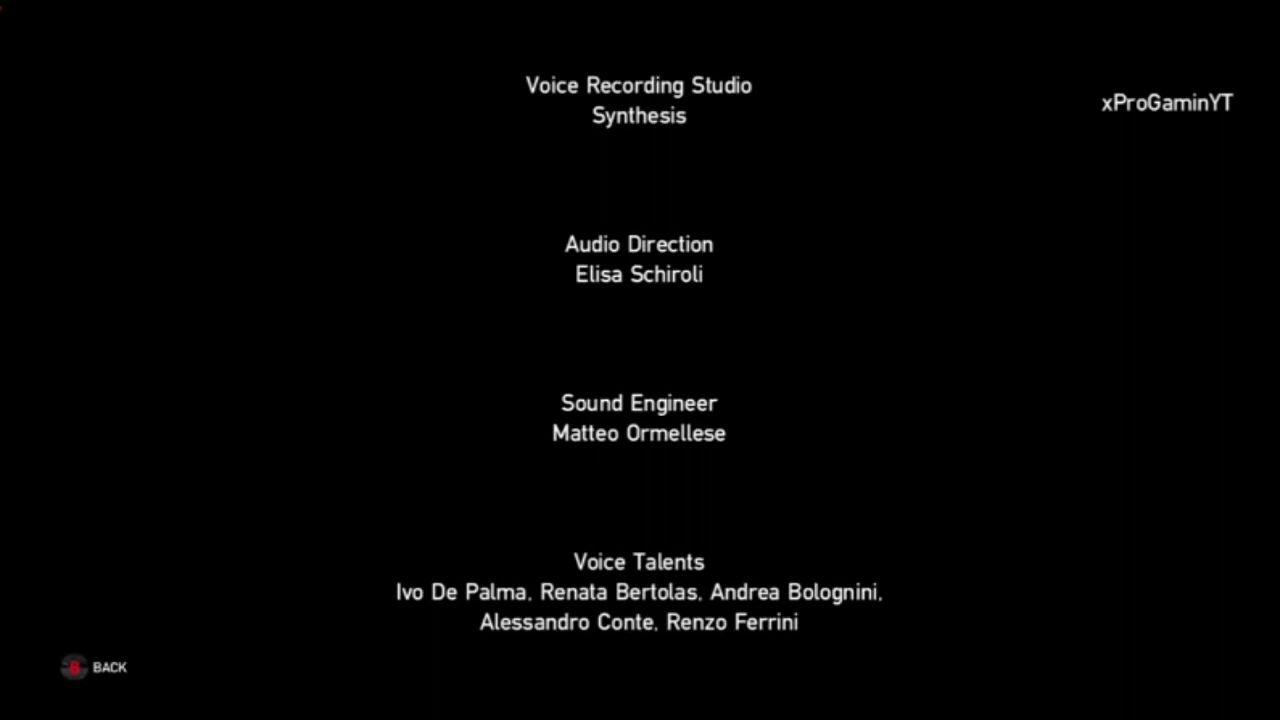 Voice Recording Studio
Synthesis
xProGaminYT
Audio Direction
Elisa Schiroli
Sound Engineer
Matteo Ormellese
Voice Talents
Ivo De Palma, Renata Bertolas, Andrea Bolognini,
Alessandro Conte, Renzo Ferrini
B BACK